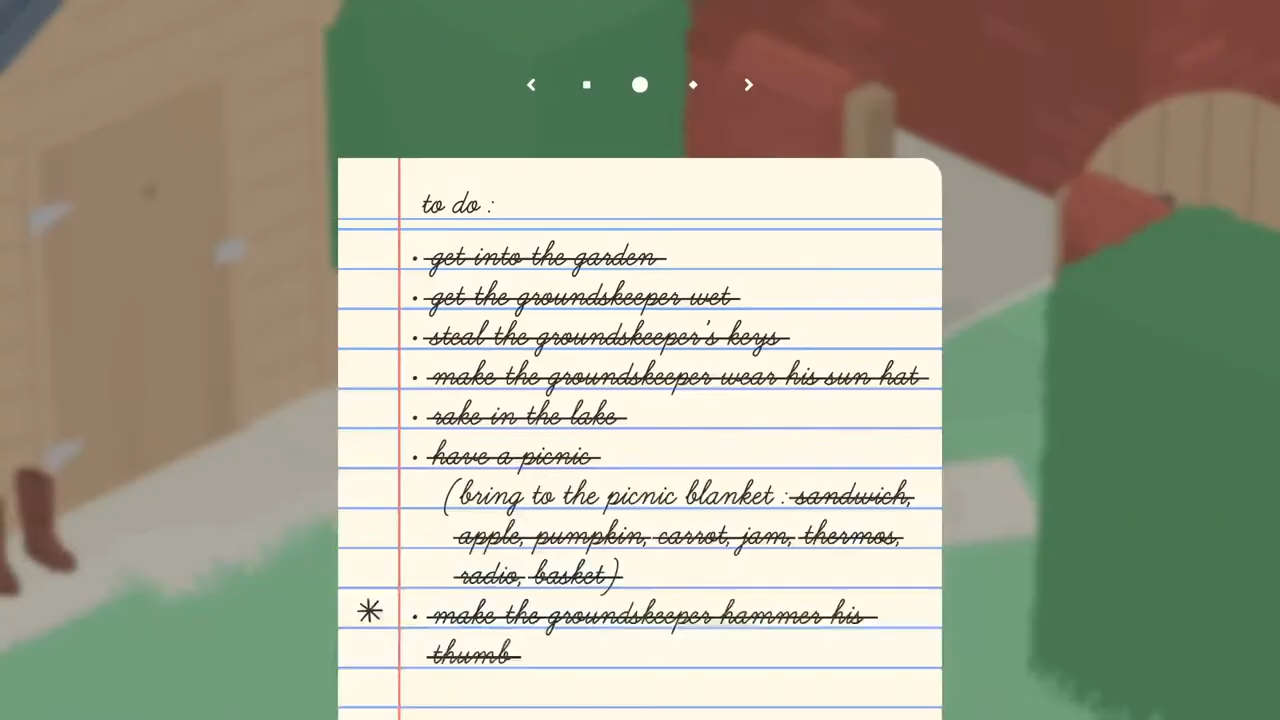 to do :
• get into the garden
• get the groundskeeper wet
• steal the groundskeeper's keys
• make the groundskeeper wear his sun hat
• rake in the lake
• have a picnic
(bring to the picnic blanket : sandwich,
apple, pumpkin, carrot, jam, thermos,
radio, basket)
• make the groundskeeper hammer his
thumb